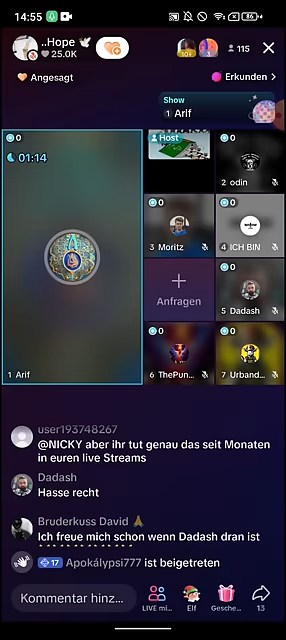 14:55
86
..Hope 🕊
25.0K
10+
115
Angesagt
Erkunden >
Show
1 Arif
0
01:14
1 Arif
Host
0
2 odin
0
3 Moritz
0
4 ICH BIN
Anfragen
0
5 Dadash
0
6 ThePun...
0
7 Urband...
user193748267
@NICKY aber ihr tut genau das seit Monaten
in euren live Streams
Dadash
Hasse recht
Bruderkuss David 🙏
Ich freue mich schon wenn Dadash dran ist
17 Apokálypsi777 ist beigetreten
Kommentar hinz...
LIVE mi...
Elf
Gesche...
13